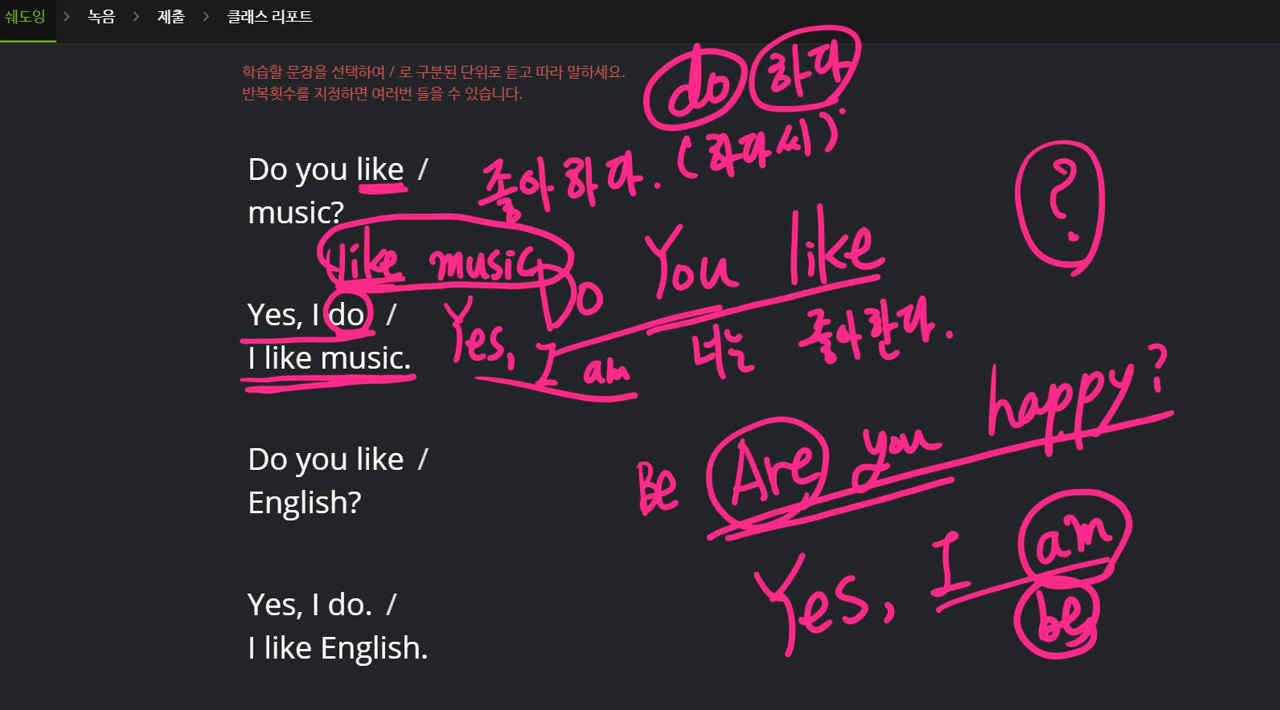 쉐도잉 > 녹음 > 제출 > 클래스 리포트
학습할 문장을 선택하여 / 로 구분된 단위로 듣고 따라 말하세요.
반복횟수를 지정하면 여러번 들을 수 있습니다.
do 하다
Do you like / 좋아하다. (하다씨)
music?
?
like music Do You like
Yes, I do / Yes, I am 너는 좋아한다.
I like music.
Do you like /
English?
Be Are you happy?
Yes, I am
be
Yes, I do. /
I like English.